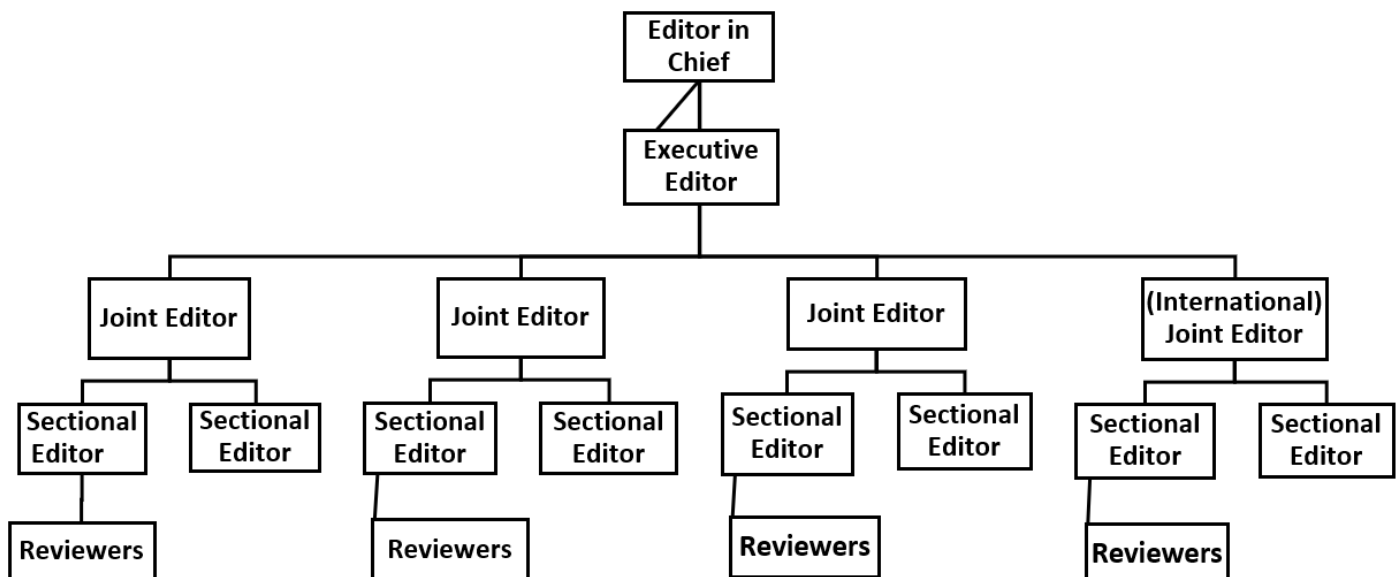 Editor in
Chief
Executive
Editor
Joint Editor
Joint Editor
Joint Editor
(International)
Joint Editor
Sectional
Editor
Sectional
Editor
Sectional
Editor
Sectional
Editor
Sectional
Editor
Sectional
Editor
Sectional
Editor
Sectional
Editor
Reviewers
Reviewers
Reviewers
Reviewers